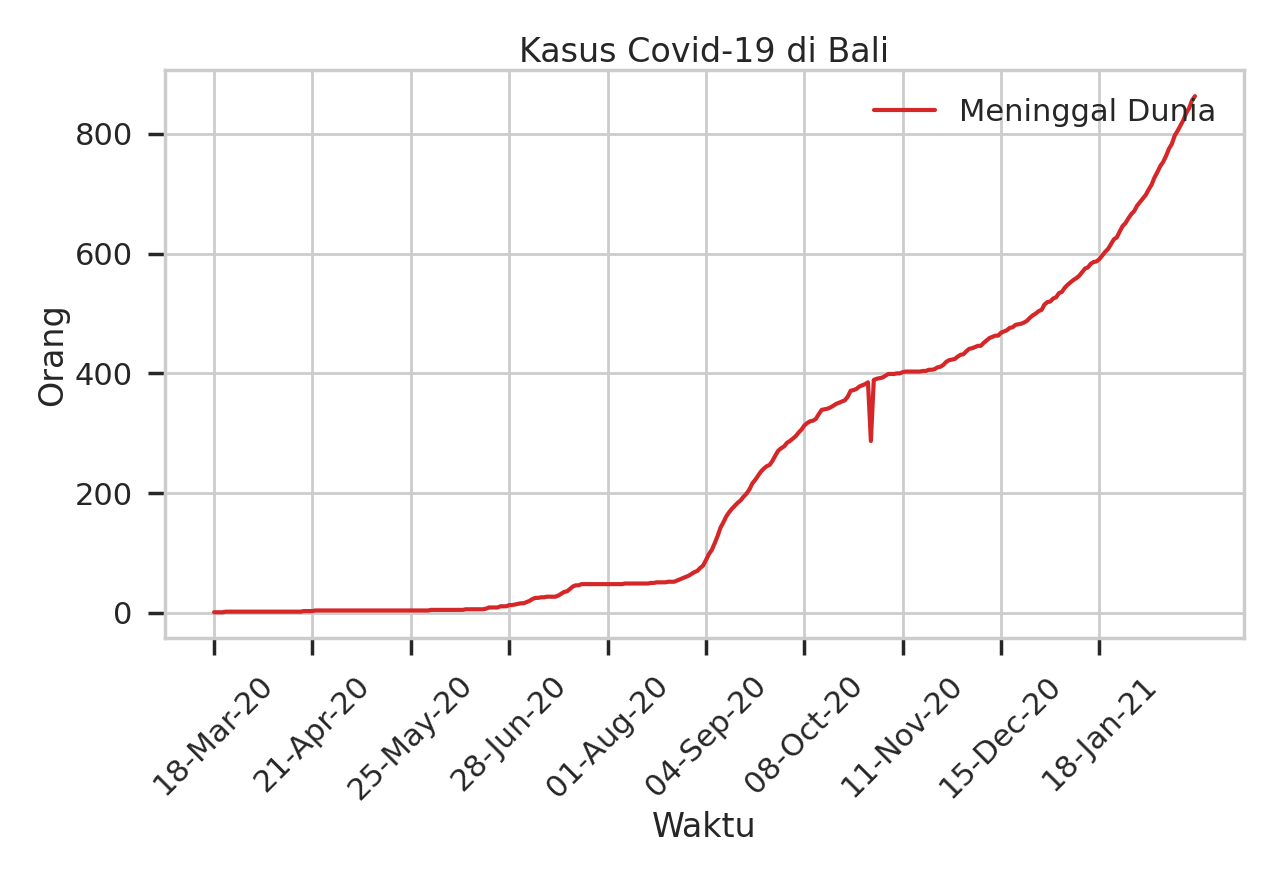 Kasus Covid-19 di Bali
Meninggal Dunia
800
600
400
200
0
Orang
18-Mar-20
21-Apr-20
25-May-20
28-Jun-20
01-Aug-20
04-Sep-20
08-Oct-20
11-Nov-20
15-Dec-20
18-Jan-21
Waktu